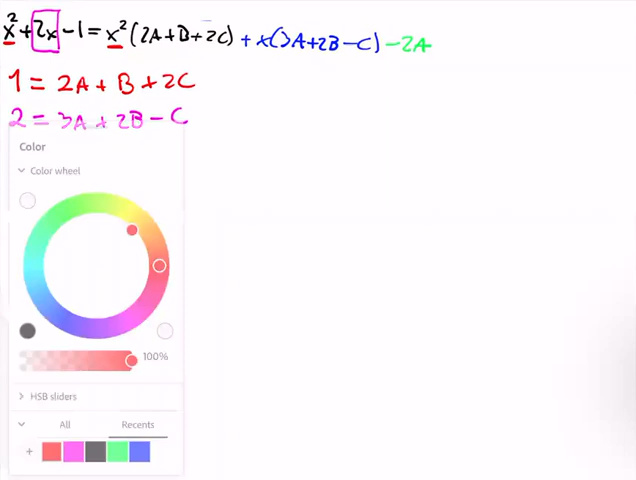 x² + 2x - 1 = x² (2A + B + 2C) + x(3A + 2B - C) - 2A
1 = 2A + B + 2C
2 = 3A + 2B - C
Color
Color wheel
100%
HSB sliders
All Recents
+